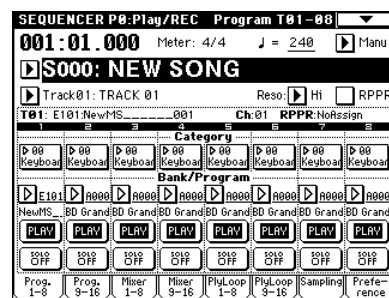 SEQUENCER P0:Play/REC Program T01-08
001:01.000 Meter: 4/4 ♩ = 240 Manu
S000: NEW SONG
Track01: TRACK 01 Reso: Hi RPPR
T01: E101:NewMS______001 Ch:01 RPPR:NoAssign
1 2 3 4 5 6 7 8
Category
00 00 00 00 00 00 00 00
Keyboar Keyboar Keyboar Keyboar Keyboar Keyboar Keyboar Keyboar
Bank/Program
E101 A000 A000 A000 A000 A000 A000 A000
NewMS_ BD Grand BD Grand BD Grand BD Grand BD Grand BD Grand BD Grand
PLAY PLAY PLAY PLAY PLAY PLAY PLAY PLAY
SOLO SOLO SOLO SOLO SOLO SOLO SOLO SOLO
OFF OFF OFF OFF OFF OFF OFF OFF
Prog. Prog. Mixer Mixer PlyLoop PlyLoop Sampling Prefe-
1-8 9-16 1-8 9-16 1-8 9-16 rence